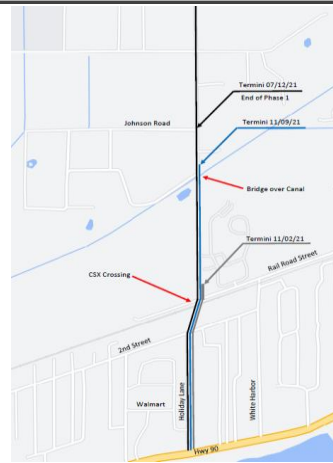 Termini 07/12/21
End of Phase 1
Johnson Road
Termini 11/09/21
Bridge over Canal
Termini 11/02/21
Rail Road Street
CSX Crossing
2nd Street
Holiday Lane
White Harbor
Walmart
Hwy 90